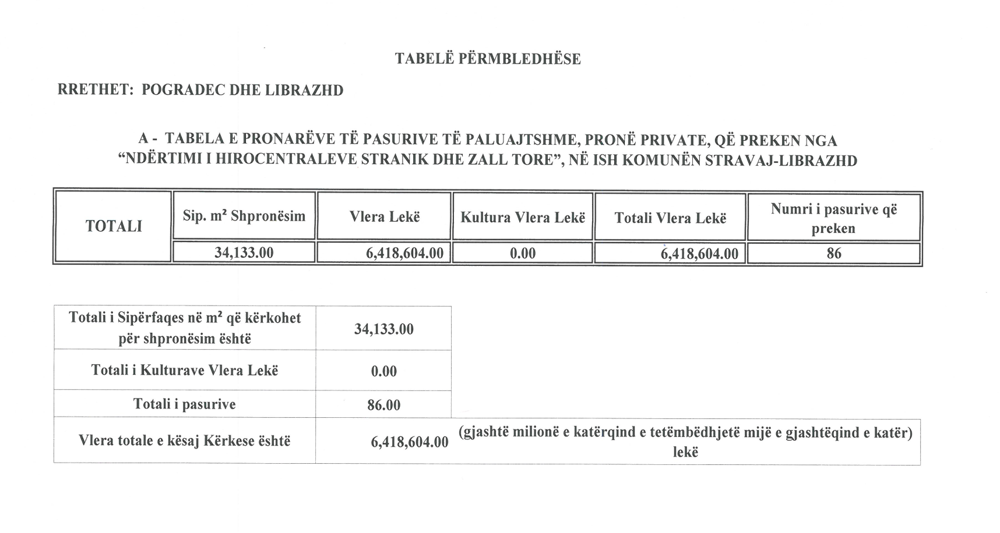 TABELË PËRMBLEDHËSE
RRETHET: POGRADEC DHE LIBRAZHD
A - TABELA E PRONARËVE TË PASURIVE TË PALUAJTSHME, PRONË PRIVATE, QË PREKEN NGA
“NDËRTIMI I HIROCENTRALEVE STRANIK DHE ZALL TORE”, NË ISH KOMUNËN STRAVAJ-LIBRAZHD
TOTALI
Sip. m² Shpronësim
Vlera Lekë
Kultura Vlera Lekë
Totali Vlera Lekë
Numri i pasurive që
preken
34,133.00
6,418,604.00
0.00
6,418,604.00
86
Totali i Sipërfaqes në m² që kërkohet
për shpronësim është
34,133.00
Totali i Kulturave Vlera Lekë
0.00
Totali i pasurive
86.00
Vlera totale e kësaj Kërkese është
6,418,604.00
(gjashtë milionë e katërqind e tetëmbëdhjetë mijë e gjashtëqind e katër)
lekë